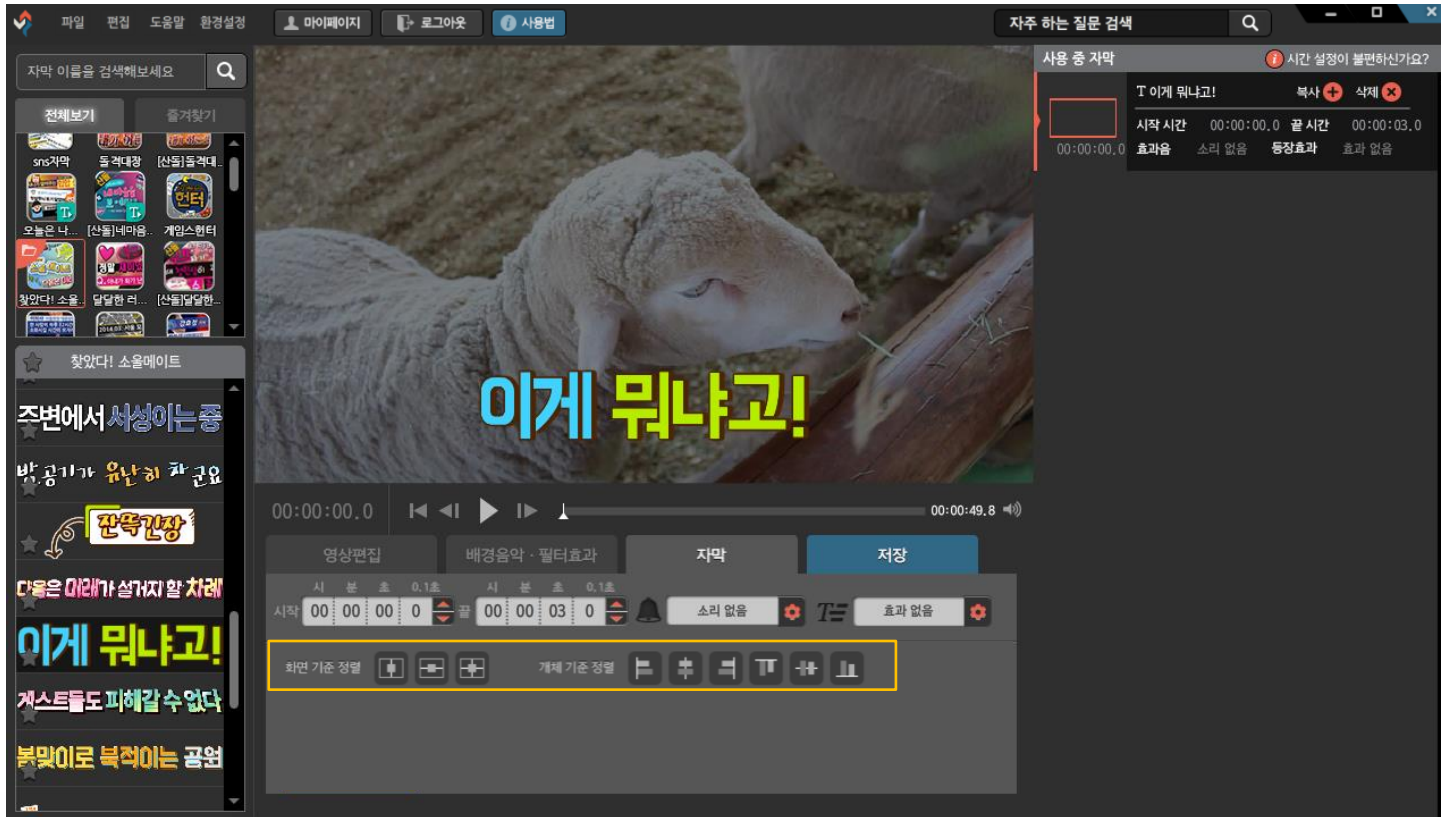 파일 편집 도움말 환경설정 마이페이지 로그아웃 사용법 자주 하는 질문 검색
자막 이름을 검색해보세요
전체보기 즐겨찾기
sns자막 돌격대장 [산돌]돌격대..
오늘은 나... [산돌]네마음.. 게임스헌터
헌터
찾았다! 소울.. 달달한 러... [산돌]달달한...
찾았다! 소울메이트
주변에서 서성이는 중
밤공기가 유난히 차군요
잔뜩긴장
다음은 미래가 설거지 할 차례
이게 뭐냐고!
게스트들도 피해갈 수 없다
봄맞이로 북적이는 공원
이게 뭐냐고!
00:00:00.0 00:00:49.8
영상편집 배경음악 · 필터효과 자막 저장
시 분 초 0.1초 시 분 초 0.1초
시작 00 00 00 0 끝 00 00 03 0 소리 없음 T 효과 없음
화면 기준 정렬 개체 기준 정렬
사용 중 자막 시간 설정이 불편하신가요?
T 이게 뭐냐고! 복사 삭제
시작 시간 00:00:00.0 끝 시간 00:00:03.0
00:00:00.0 효과음 소리 없음 등장효과 효과 없음